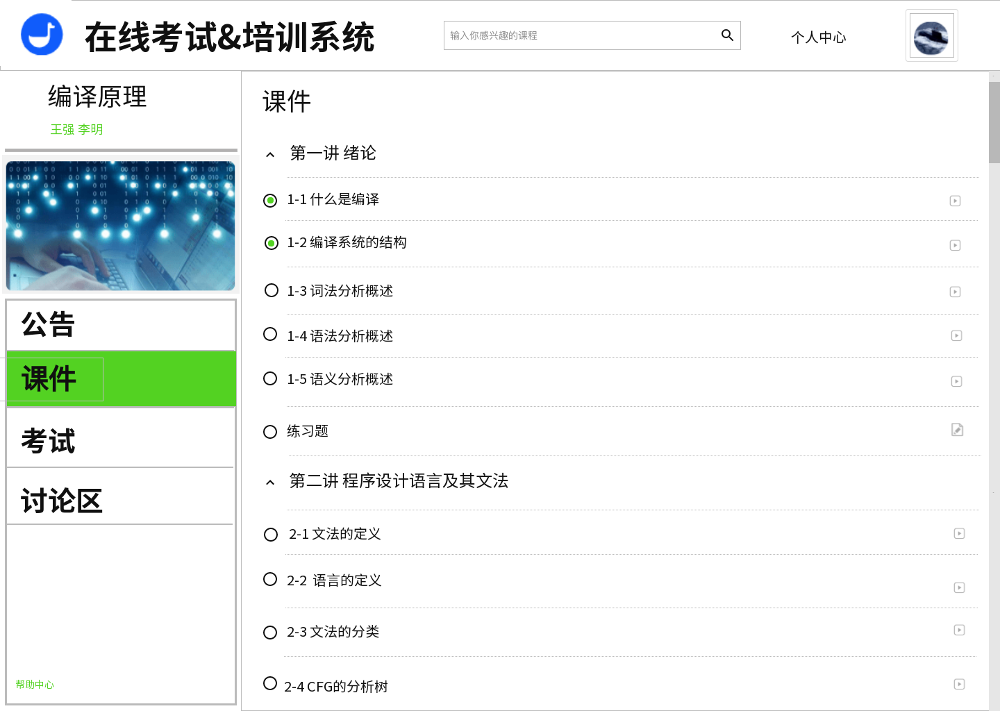 在线考试&培训系统
输入你感兴趣的课程
个人中心
编译原理
王强 李明
公告
课件
考试
讨论区
帮助中心
课件
第一讲 绪论
1-1 什么是编译
1-2 编译系统的结构
1-3 词法分析概述
1-4 语法分析概述
1-5 语义分析概述
练习题
第二讲 程序设计语言及其文法
2-1 文法的定义
2-2 语言的定义
2-3 文法的分类
2-4 CFG的分析树